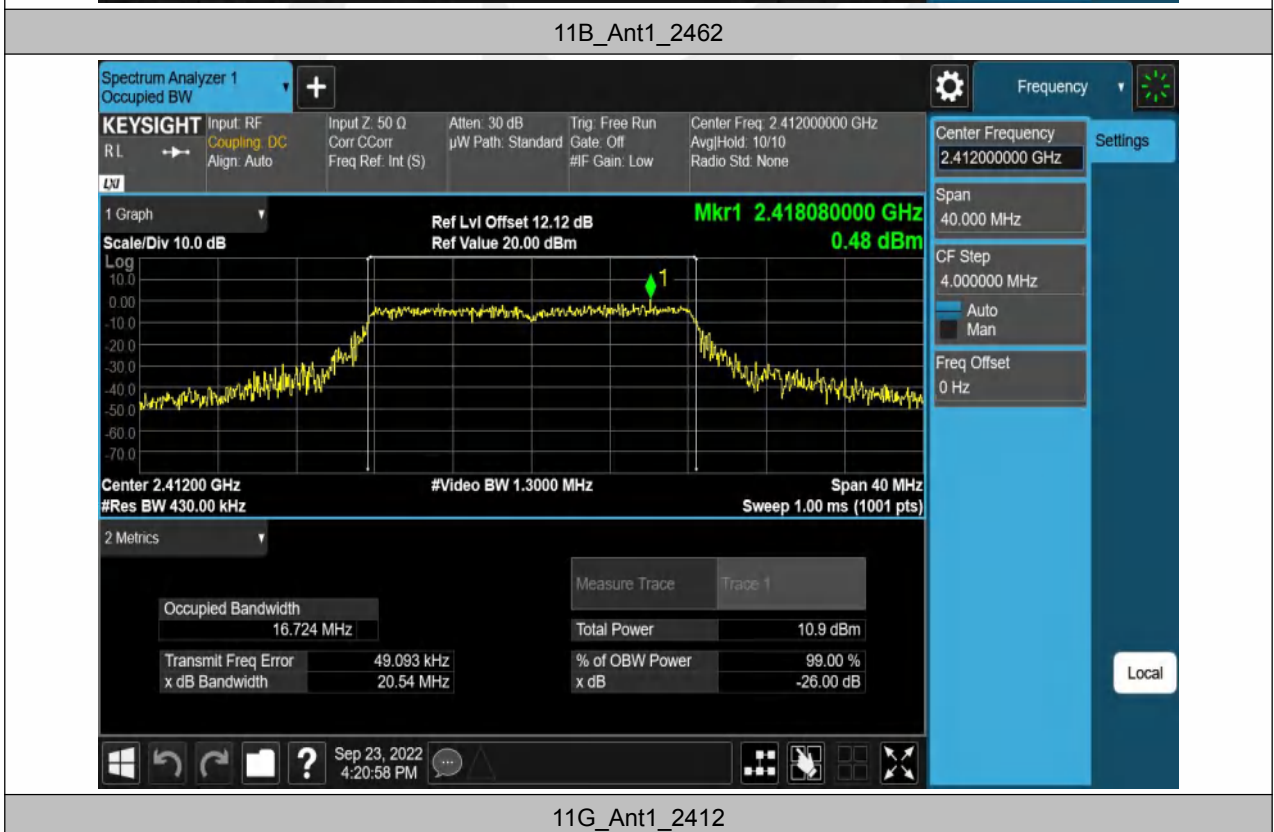 11B_Ant1_2462
Spectrum Analyzer 1
Occupied BW
+
Frequency
KEYSIGHT
RL
LXI
Input: RF
Coupling: DC
Align: Auto
Input Z: 50 Ω
Corr CCorr
Freq Ref: Int (S)
Atten: 30 dB
µW Path: Standard
Trig: Free Run
Gate: Off
#IF Gain: Low
Center Freq: 2.412000000 GHz
Avg|Hold: 10/10
Radio Std: None
Center Frequency
2.412000000 GHz
Settings
Span
40.000 MHz
CF Step
4.000000 MHz
Auto
Man
Freq Offset
0 Hz
Local
1 Graph
Scale/Div 10.0 dB
Ref Lvl Offset 12.12 dB
Ref Value 20.00 dBm
Mkr1 2.418080000 GHz
0.48 dBm
Log
10.0
0.00
-10.0
-20.0
-30.0
-40.0
-50.0
-60.0
-70.0
1
Center 2.41200 GHz
#Video BW 1.3000 MHz
Span 40 MHz
#Res BW 430.00 kHz
Sweep 1.00 ms (1001 pts)
2 Metrics
Measure Trace Trace 1
Occupied Bandwidth
16.724 MHz
Total Power 10.9 dBm
Transmit Freq Error 49.093 kHz
% of OBW Power 99.00 %
x dB Bandwidth 20.54 MHz
x dB -26.00 dB
?
Sep 23, 2022
4:20:58 PM
11G_Ant1_2412